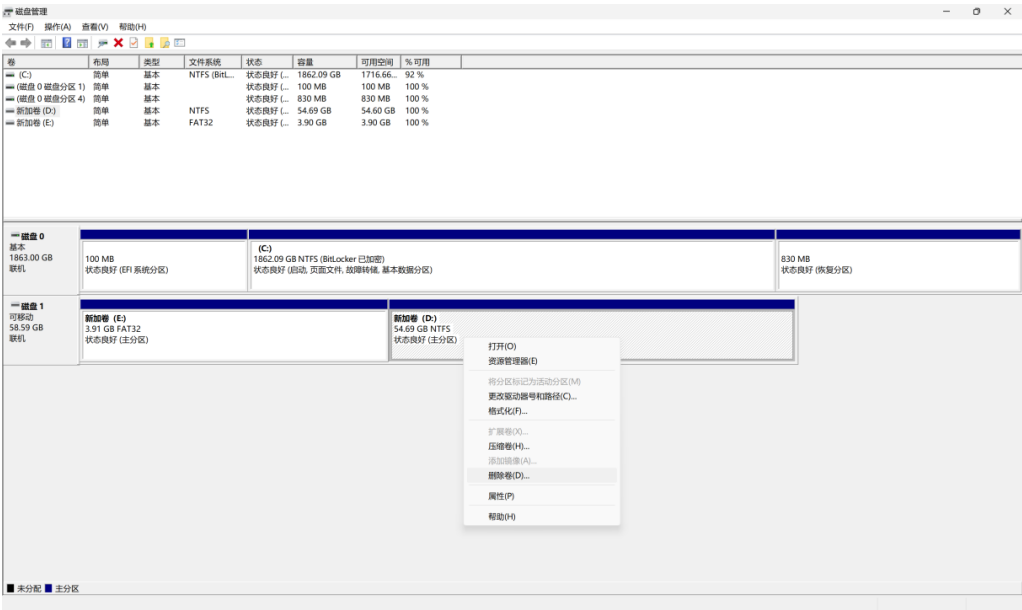 磁盘管理
文件(F) 操作(A) 查看(V) 帮助(H)
卷 布局 类型 文件系统 状态 容量 可用空间 % 可用
(C:) 简单 基本 NTFS (BitL... 状态良好 (... 1862.09 GB 1716.66... 92 %
(磁盘 0 磁盘分区 1) 简单 基本 状态良好 (... 100 MB 100 MB 100 %
(磁盘 0 磁盘分区 4) 简单 基本 状态良好 (... 830 MB 830 MB 100 %
新加卷 (D:) 简单 基本 NTFS 状态良好 (... 54.69 GB 54.60 GB 100 %
新加卷 (E:) 简单 基本 FAT32 状态良好 (... 3.90 GB 3.90 GB 100 %
磁盘 0
基本
1863.00 GB
联机
100 MB
状态良好 (EFI 系统分区)
(C:)
1862.09 GB NTFS (BitLocker 已加密)
状态良好 (启动, 页面文件, 故障转储, 基本数据分区)
830 MB
状态良好 (恢复分区)
磁盘 1
可移动
58.59 GB
联机
新加卷 (E:)
3.91 GB FAT32
状态良好 (主分区)
新加卷 (D:)
54.69 GB NTFS
状态良好 (主分区)
打开(O)
资源管理器(E)
将分区标记为活动分区(M)
更改驱动器号和路径(C)...
格式化(F)...
扩展卷(X)...
压缩卷(H)...
添加镜像(A)...
删除卷(D)...
属性(P)
帮助(H)
未分配 主分区